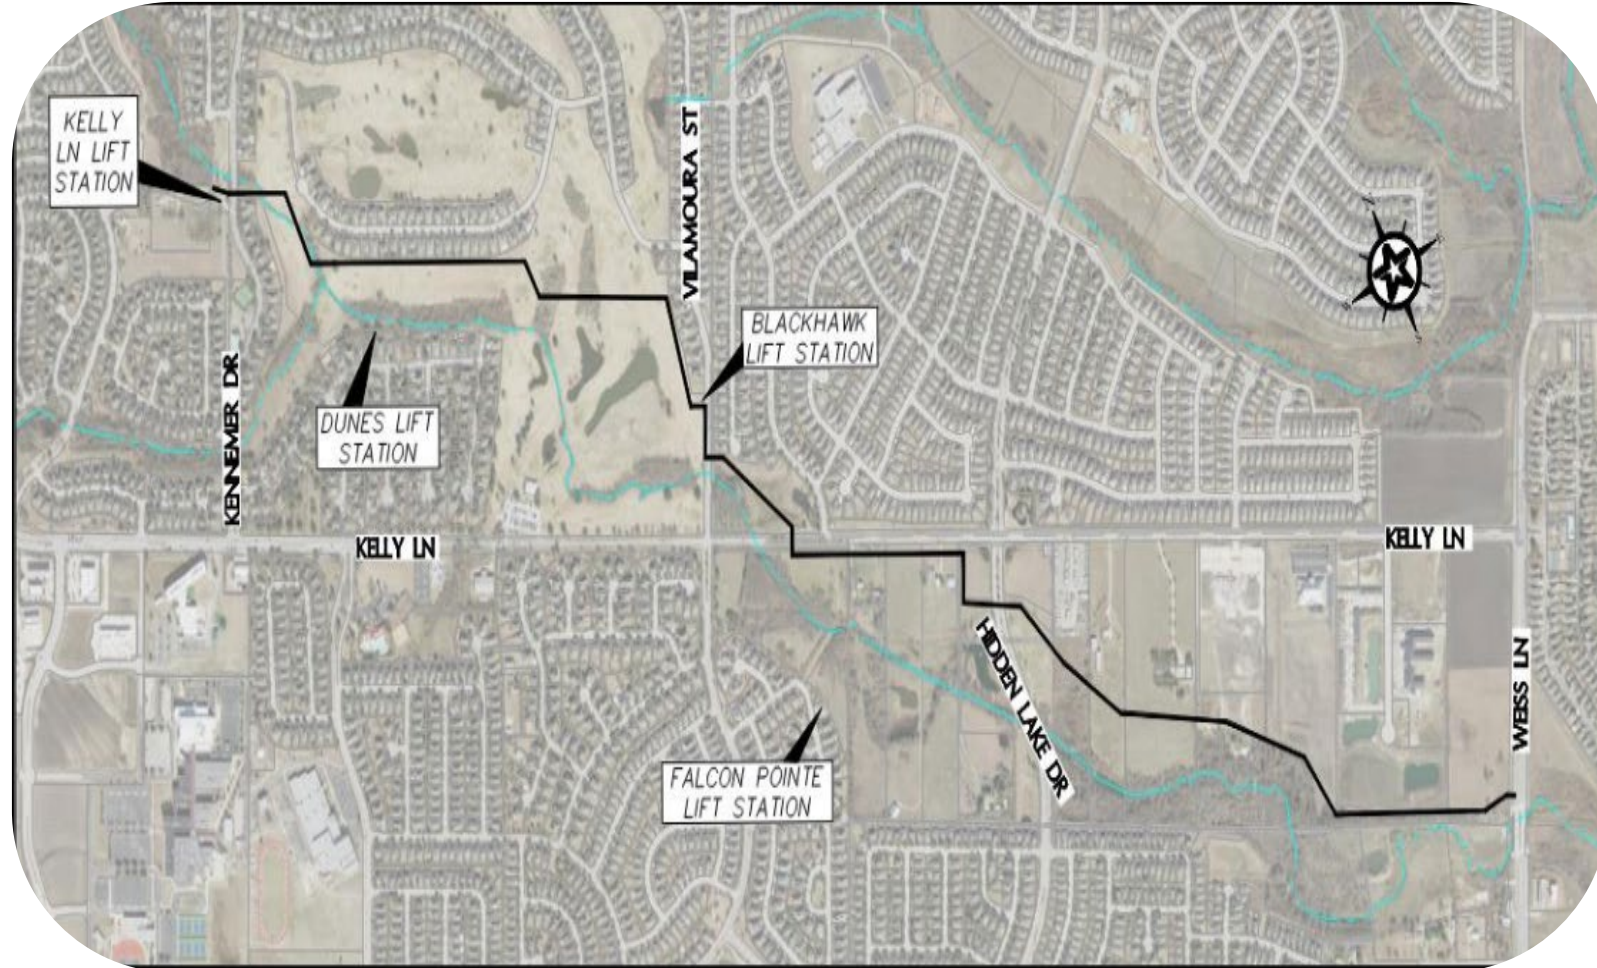 KELLY
LN LIFT
STATION
VILAMOURA ST
BLACKHAWK
LIFT STATION
KENNEMER DR
DUNES LIFT
STATION
KELLY LN
KELLY LN
HIDDEN LAKE DR
WEISS LN
FALCON POINTE
LIFT STATION